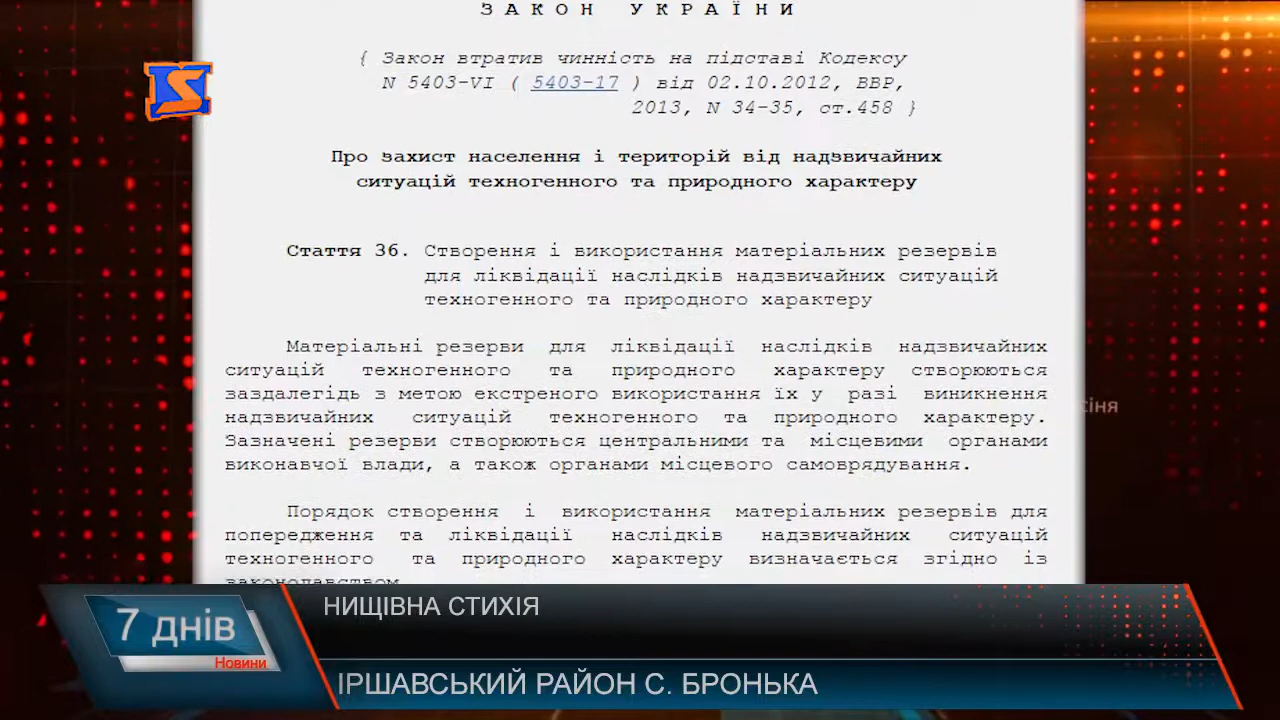 ЗАКОН УКРАЇНИ
{ Закон втратив чинність на підставі Кодексу
N 5403-VI ( 5403-17 ) від 02.10.2012, ВВР,
2013, N 34-35, ст.458 }
Про захист населення і територій від надзвичайних
ситуацій техногенного та природного характеру
Стаття 36. Створення і використання матеріальних резервів
для ліквідації наслідків надзвичайних ситуацій
техногенного та природного характеру
Матеріальні резерви для ліквідації наслідків надзвичайних
ситуацій техногенного та природного характеру створюються
заздалегідь з метою екстреного використання їх у разі виникнення
надзвичайних ситуацій техногенного та природного характеру.
Зазначені резерви створюються центральними та місцевими органами
виконавчої влади, а також органами місцевого самоврядування.
Порядок створення і використання матеріальних резервів для
попередження та ліквідації наслідків надзвичайних ситуацій
техногенного та природного характеру визначається згідно із
законодавством
7 днів
Новини
НИЩІВНА СТИХІЯ
ІРШАВСЬКИЙ РАЙОН С. БРОНЬКА